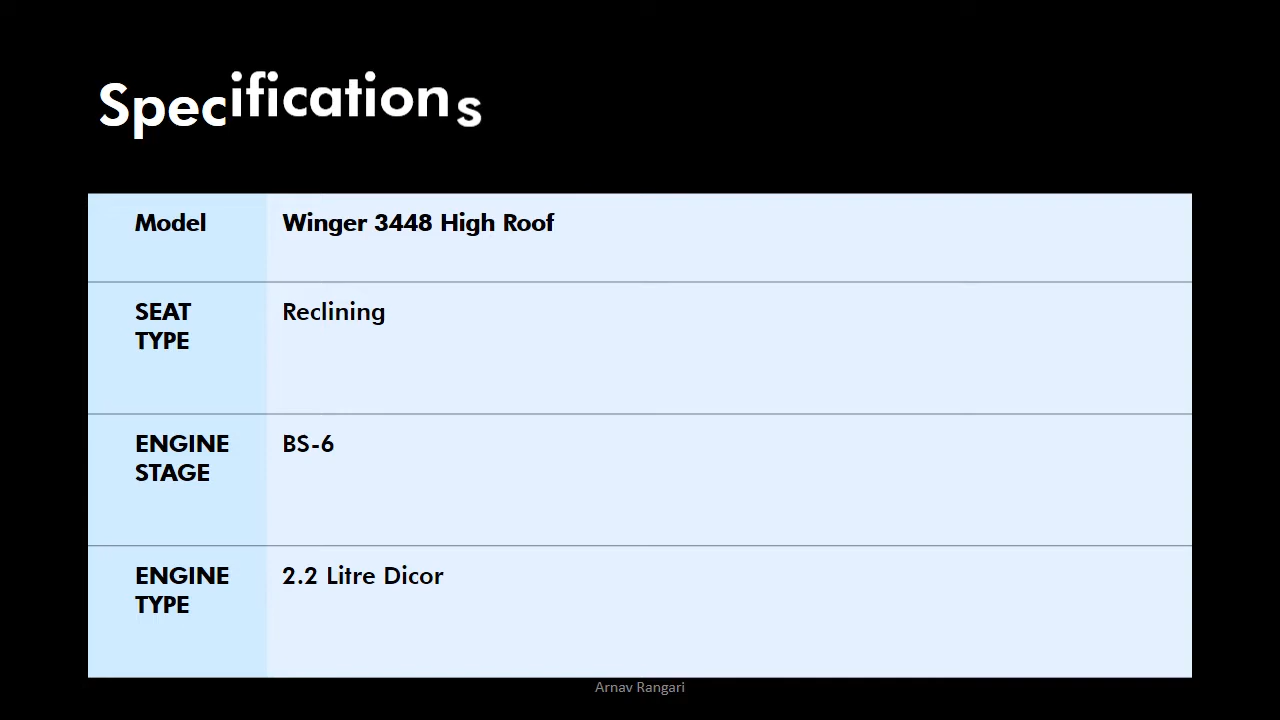 Specifications
Model Winger 3448 High Roof
SEAT Reclining
TYPE
ENGINE BS-6
STAGE
ENGINE 2.2 Litre Dicor
TYPE
Arnav Rangari